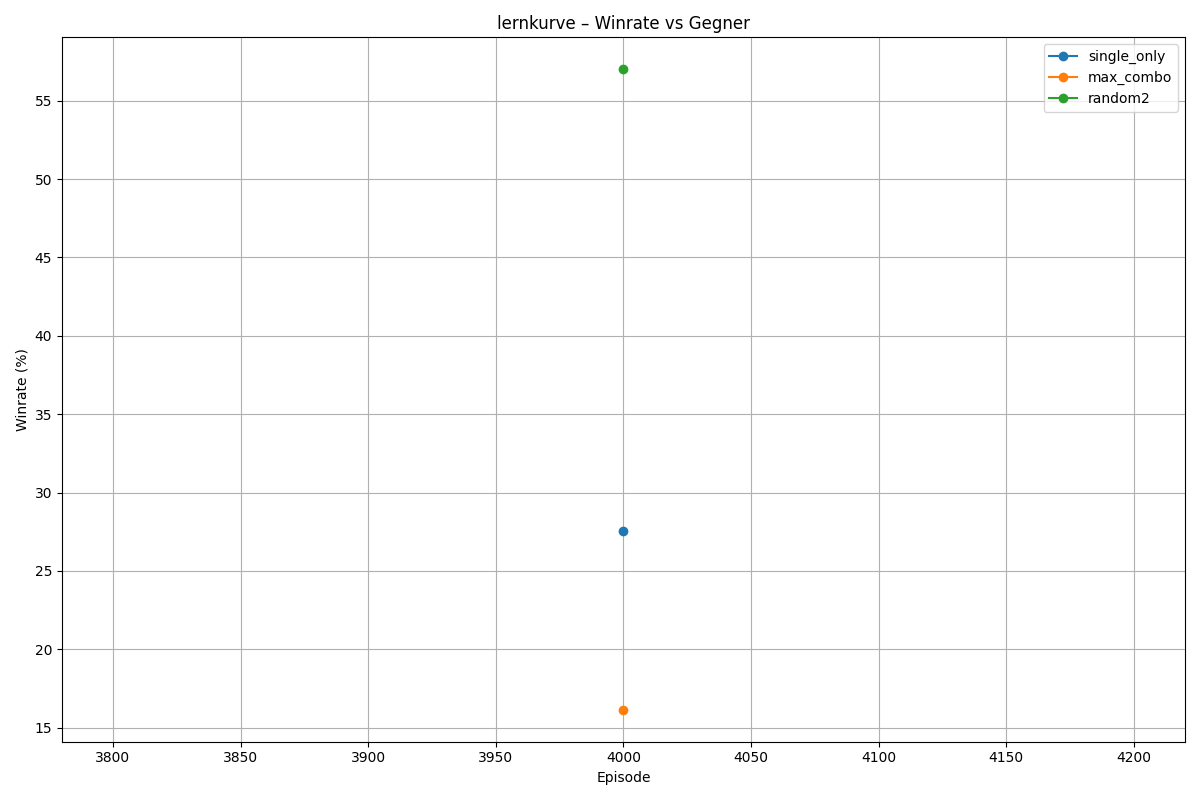 lernkurve – Winrate vs Gegner
single_only
max_combo
random2
Winrate (%)
55
50
45
40
35
30
25
20
15
3800 3850 3900 3950 4000 4050 4100 4150 4200
Episode